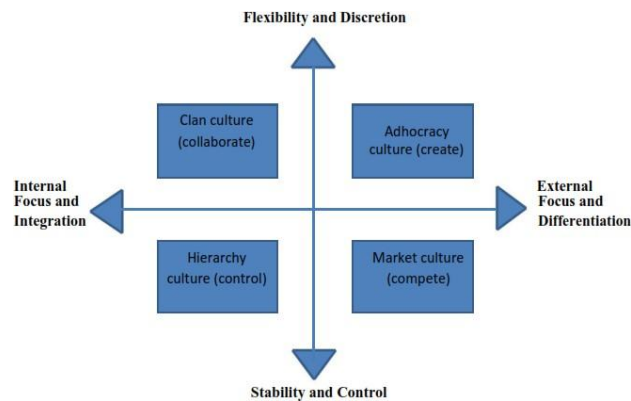 Flexibility and Discretion
Clan culture
(collaborate)
Adhocracy
culture (create)
Internal
Focus and
Integration
External
Focus and
Differentiation
Hierarchy
culture (control)
Market culture
(compete)
Stability and Control